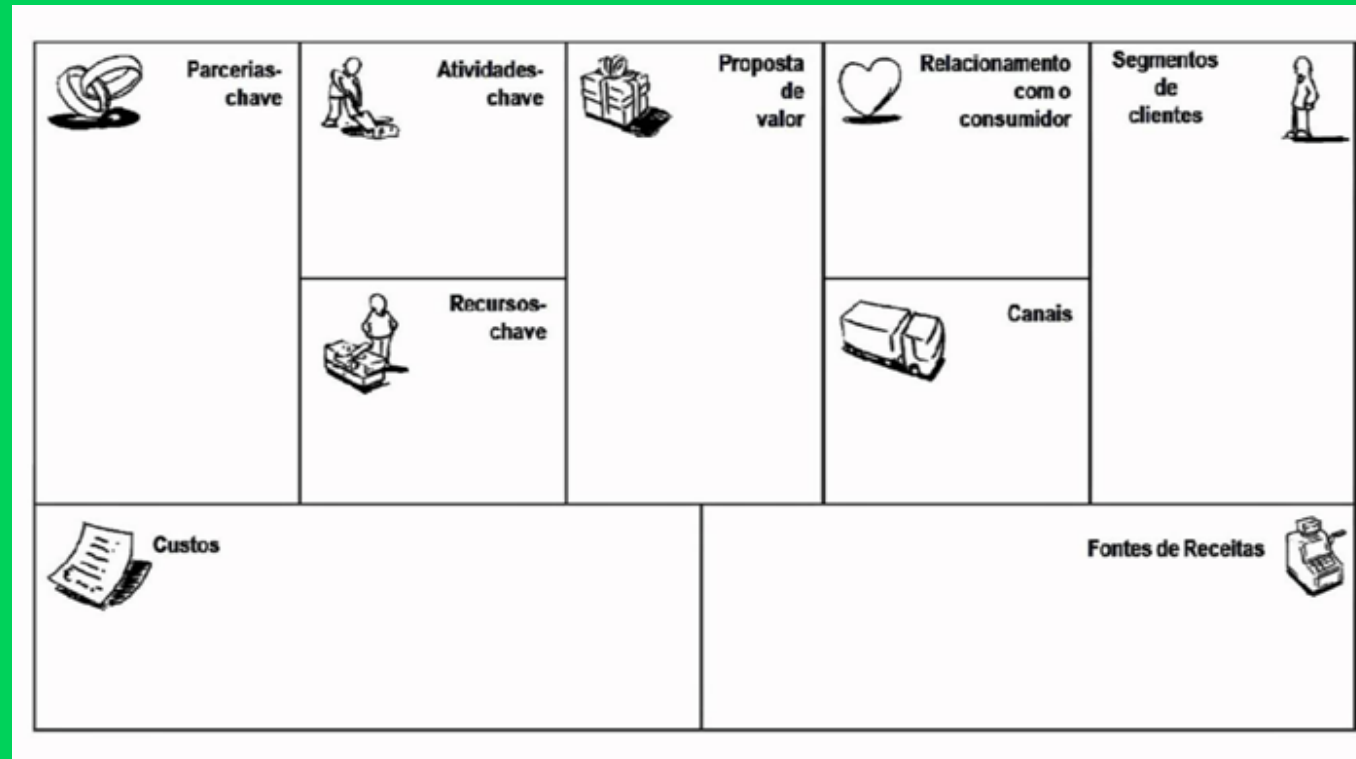 Parcerias-
chave
Atividades-
chave
Proposta
de
valor
Relacionamento
com o
consumidor
Segmentos
de
clientes
Recursos-
chave
Canais
Custos
Fontes de Receitas